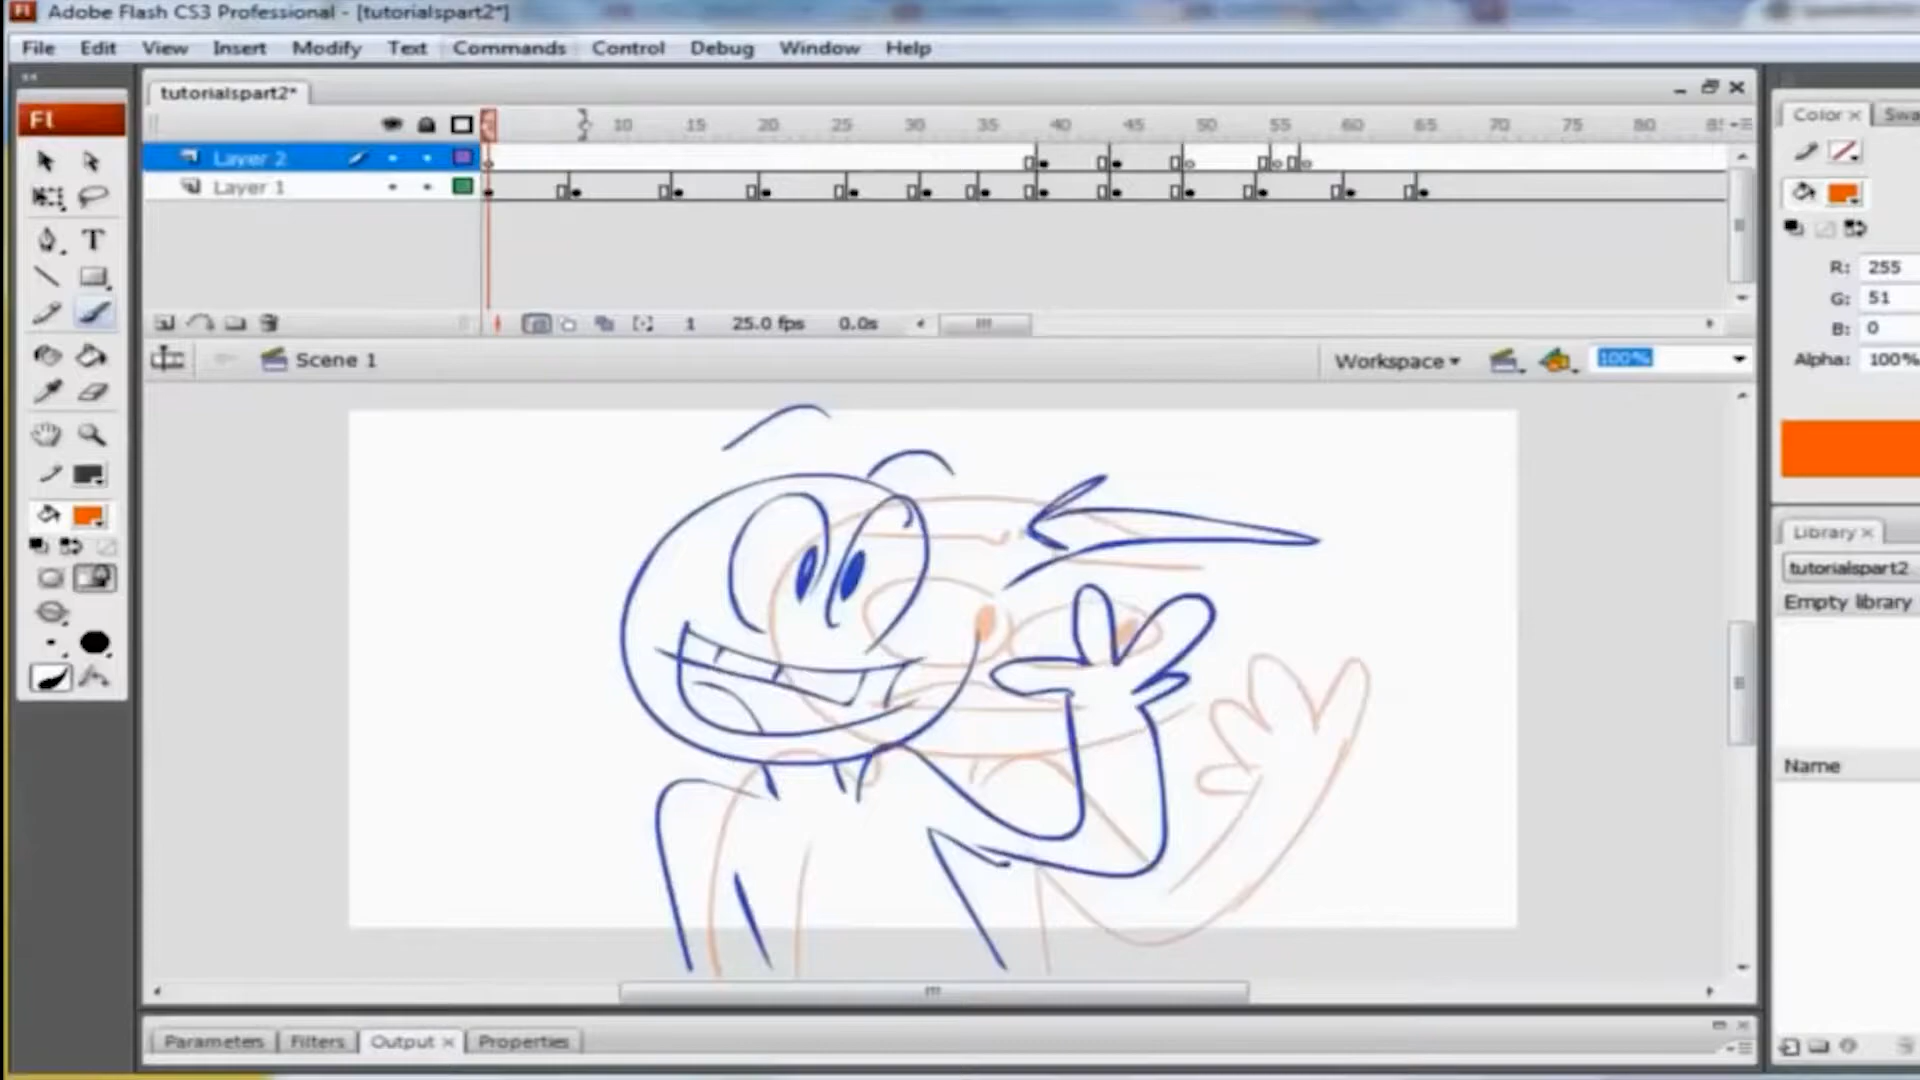 Fl Adobe Flash CS3 Professional - [tutorialspart2*]
File Edit View Insert Modify Text Commands Control Debug Window Help
tutorialspart2*
Color × Swa
Fl
10 15 20 25 30 35 40 45 50 55 60 65 70 75 80 85
Layer 2
Layer 1
R: 255
G: 51
B: 0
1 25.0 fps 0.0s
Alpha: 100%
Scene 1 Workspace 100%
Library ×
tutorialspart2
Empty library
Name
Parameters Filters Output × Properties